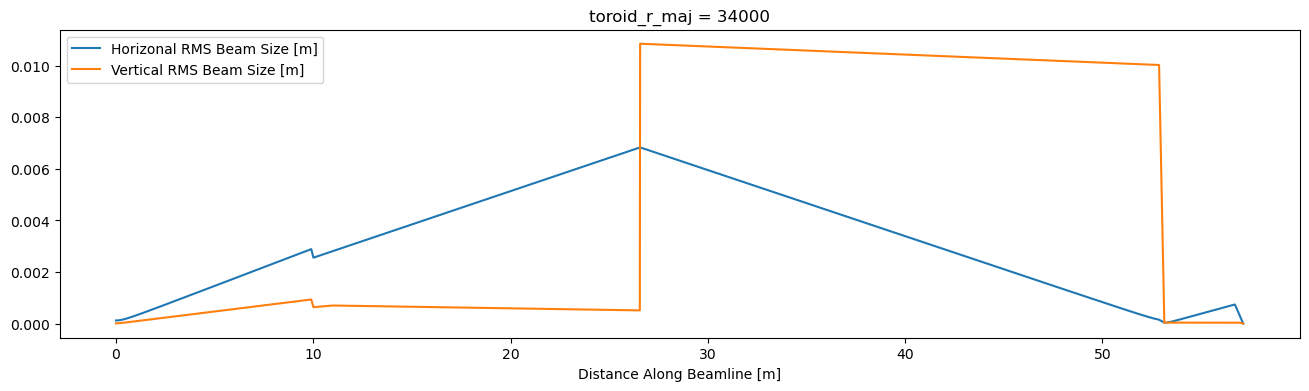 toroid_r_maj = 34000
Horizonal RMS Beam Size [m]
Vertical RMS Beam Size [m]
0.010
0.008
0.006
0.004
0.002
0.000
0 10 20 30 40 50
Distance Along Beamline [m]